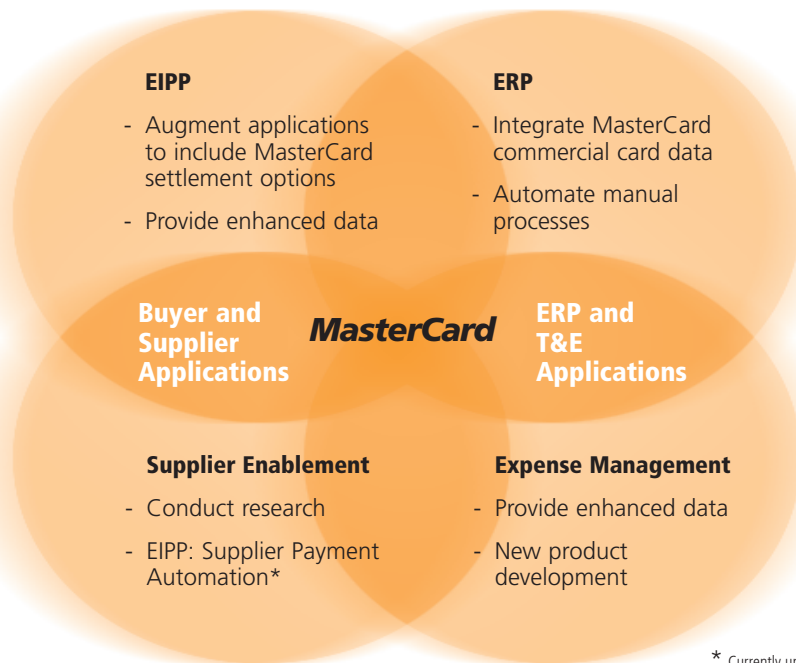 EIPP
- Augment applications
to include MasterCard
settlement options
- Provide enhanced data
ERP
- Integrate MasterCard
commercial card data
- Automate manual
processes
Buyer and
Supplier
Applications
MasterCard
ERP and
T&E
Applications
Supplier Enablement
- Conduct research
- EIPP: Supplier Payment
Automation*
Expense Management
- Provide enhanced data
- New product
development
* Currently